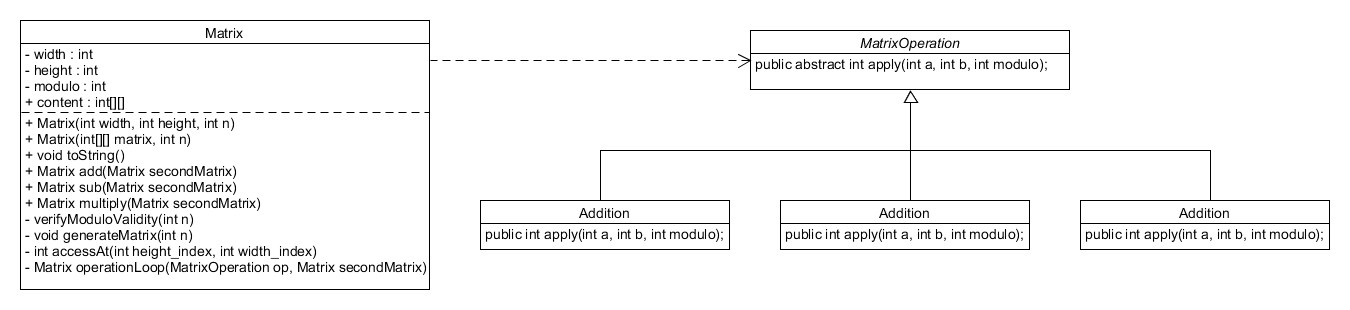 Matrix
- width : int
- height : int
- modulo : int
+ content : int[][]
+ Matrix(int width, int height, int n)
+ Matrix(int[][] matrix, int n)
+ void toString()
+ Matrix add(Matrix secondMatrix)
+ Matrix sub(Matrix secondMatrix)
+ Matrix multiply(Matrix secondMatrix)
- verifyModuloValidity(int n)
- void generateMatrix(int n)
- int accessAt(int height_index, int width_index)
- Matrix operationLoop(MatrixOperation op, Matrix secondMatrix)
MatrixOperation
public abstract int apply(int a, int b, int modulo);
Addition
public int apply(int a, int b, int modulo);
Addition
public int apply(int a, int b, int modulo);
Addition
public int apply(int a, int b, int modulo);